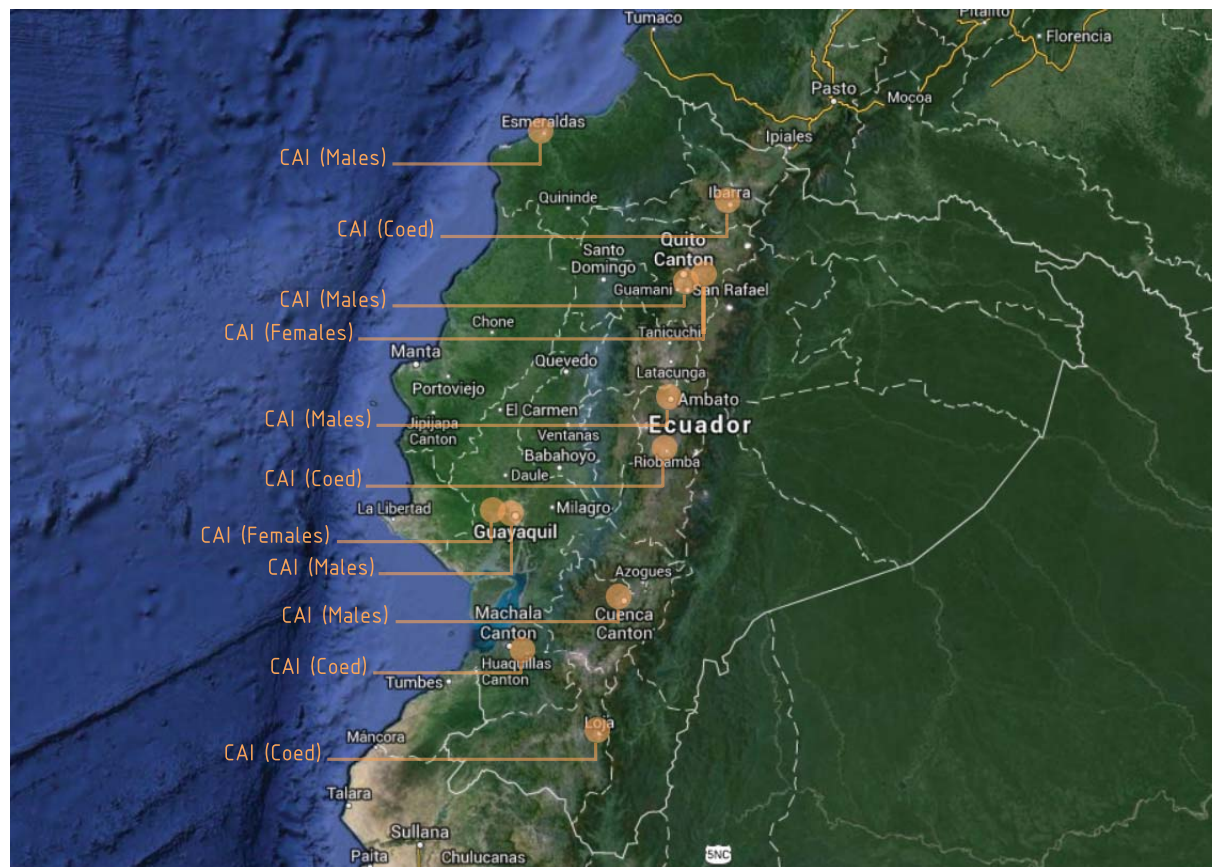 Tumaco
Pitalito
Florencia
Pasto
Mocoa
Esmeraldas
Ipiales
CAI (Males)
Ibarra
Quininde
CAI (Coed)
Quito
Canton
Santo
Domingo
Guamani
San Rafael
CAI (Males)
Chone
CAI (Females)
Tanicuchi
Manta
Quevedo
Latacunga
Portoviejo
Ambato
El Carmen
CAI (Males)
Jipijapa
Canton
Ecuador
Ventanas
Babahoyo
Riobamba
CAI (Coed)
Daule
La Libertad
Milagro
Guayaquil
CAI (Females)
CAI (Males)
Azogues
CAI (Males)
Machala
Canton
Cuenca
Canton
CAI (Coed)
Huaquillas
Canton
Tumbes
Loja
Máncora
CAI (Coed)
Talara
Sullana
Paita
Chulucanas
5NC